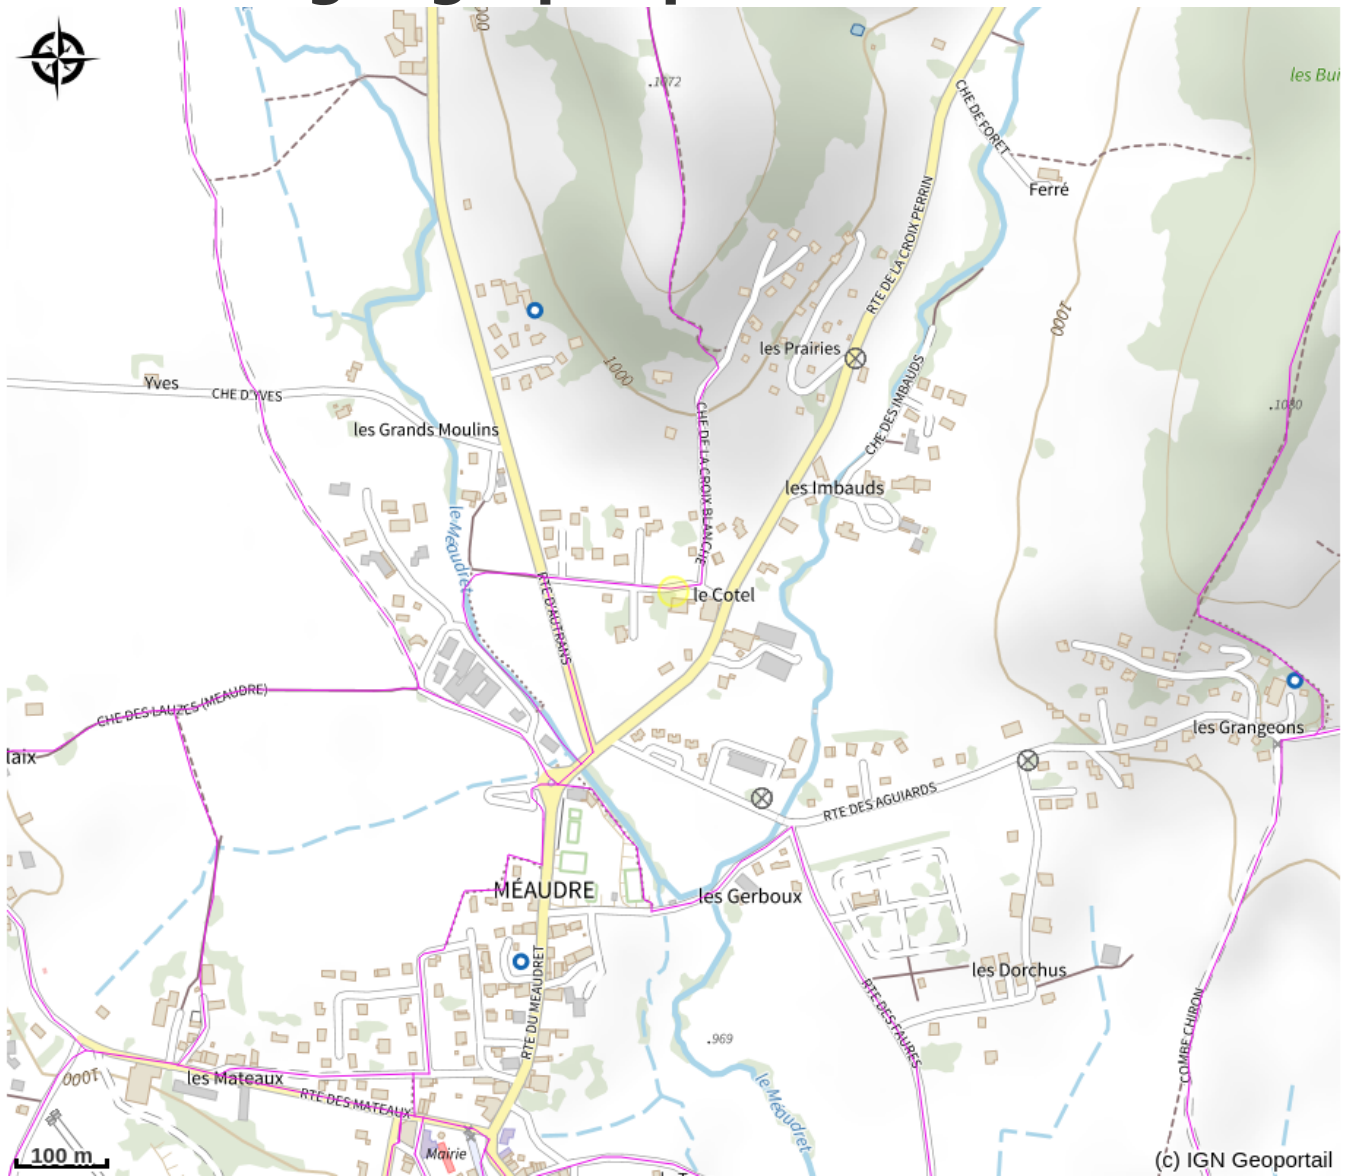 1072
les Bui
CHE DE FORET
Ferré
RTE DE LA CROIX PERRIN
1000
les Prairies
1000
Yves
CHE D'YVES
CHE DES IMBAUDS
.1030
les Grands Moulins
CHE DE LA CROIX BLANCHE
les Imbauds
le Méaudret
RTE D'AUTRANS
le Cotel
CHE DES LAUZES (MEAUDRE)
laix
les Grangeons
RTE DES AGUIARDS
MÉAUDRE
les Gerboux
RTE DU MEAUDRET
les Dorchus
RTE DES FAURES
COMBE CHIRON
.969
1000
les Mateaux
RTE DES MATEAUX
le Méaudret
Mairie
100 m
(c) IGN Geoportail